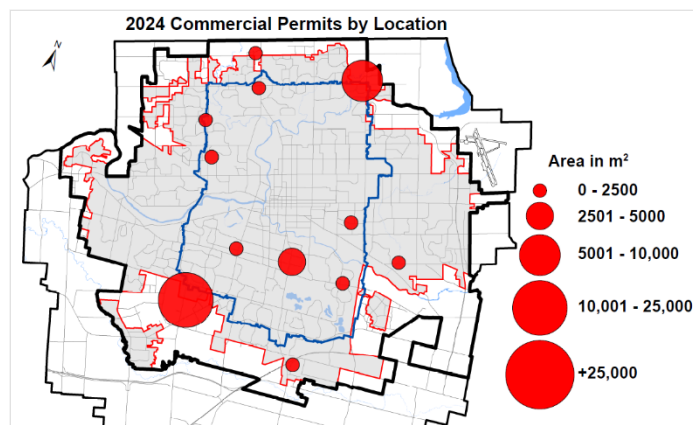 2024 Commercial Permits by Location
N
Area in m²
0 - 2500
2501 - 5000
5001 - 10,000
10,001 - 25,000
+25,000